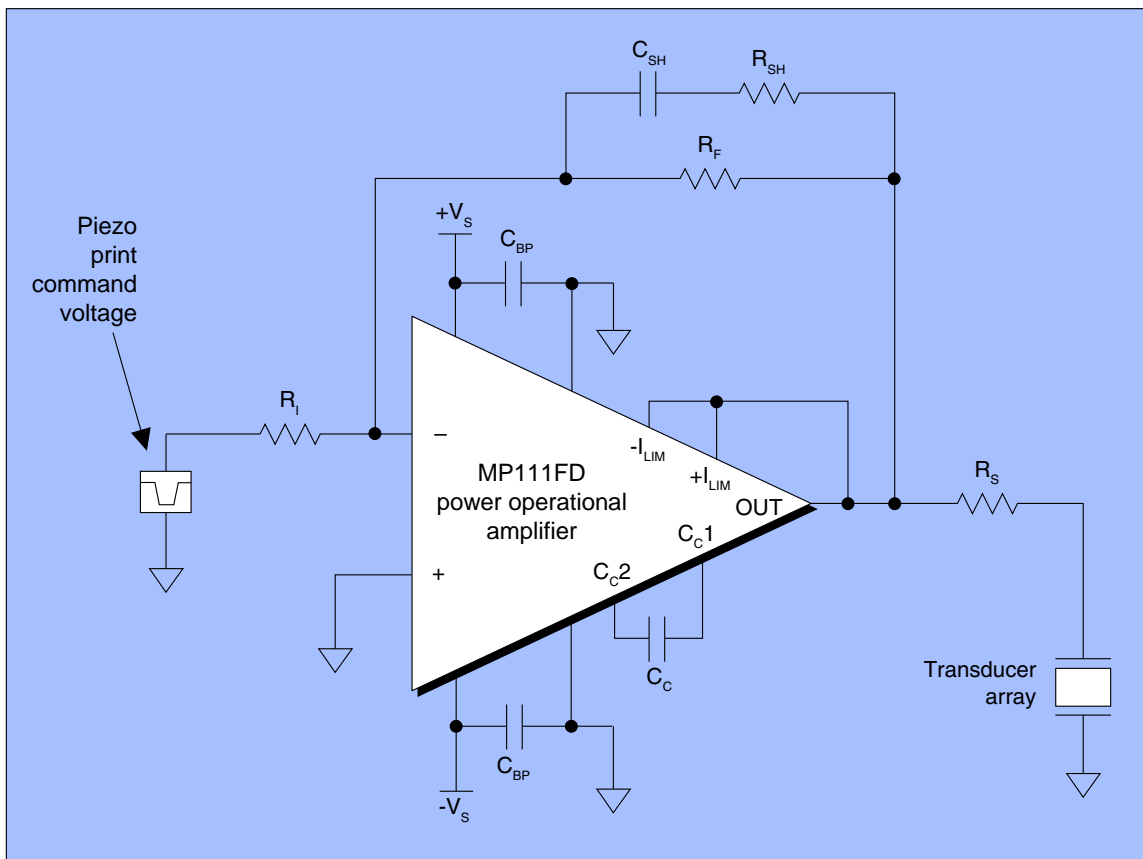 C_SH
R_SH
R_F
Piezo
print
command
voltage
+V_S
C_BP
R_I
-I_LIM
+I_LIM
–
MP111FD
power operational
amplifier
OUT
R_S
C_C1
C_C2
+
C_C
Transducer
array
C_BP
-V_S